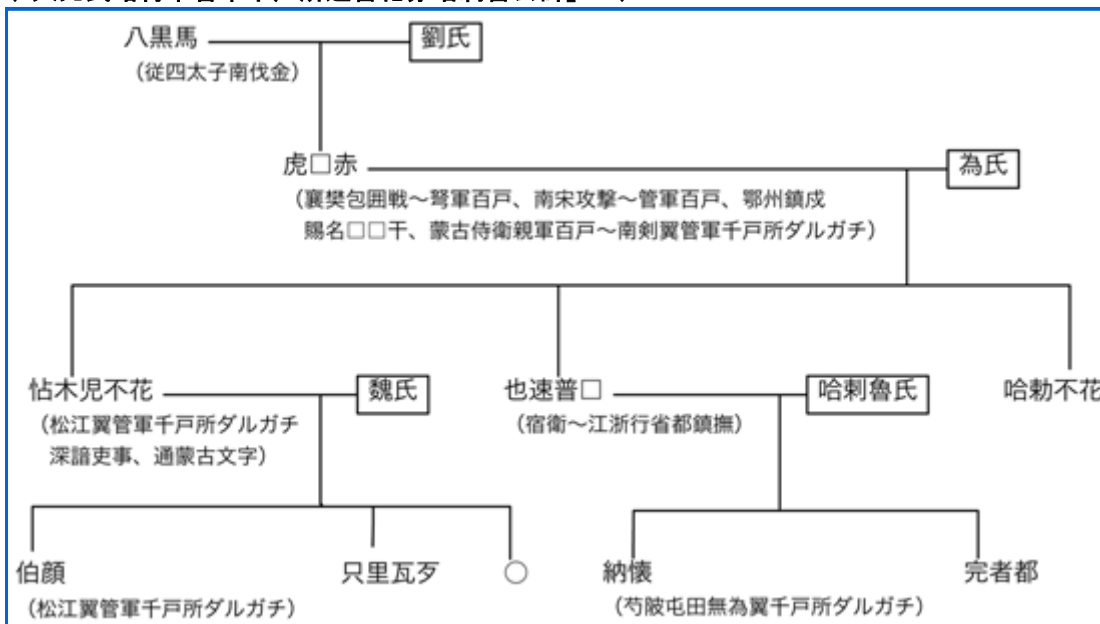 八黒馬 劉氏
(従四太子南伐金)
虎□赤 為氏
(襄樊包囲戦～弩軍百戸、南宋攻撃～管軍百戸、鄂州鎮戍
賜名□□干、蒙古侍衛親軍百戸～南剣翼管軍千戸所ダルガチ)
帖木児不花 魏氏 也速普□ 哈剌魯氏 哈勅不花
(松江翼管軍千戸所ダルガチ (宿衛～江浙行省都鎮撫)
深諳吏事、通蒙古文字)
伯顔 只里瓦歹 ○ 納懐 完者都
(松江翼管軍千戸所ダルガチ) (芍陂屯田無為翼千戸所ダルガチ)